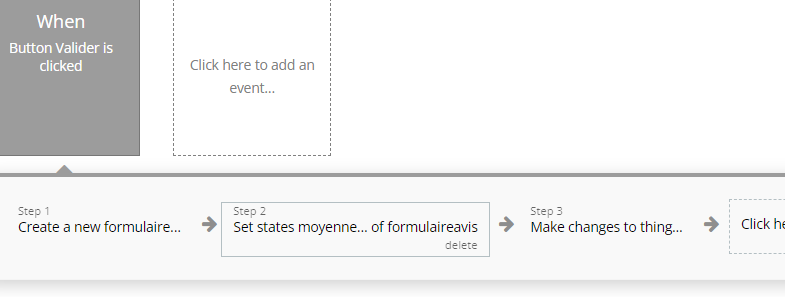 When
Button Valider is
clicked
Click here to add an
event...
Step 1
Create a new formulaire...
Step 2
Set states moyenne... of formulaireavis
delete
Step 3
Make changes to thing...
Click he